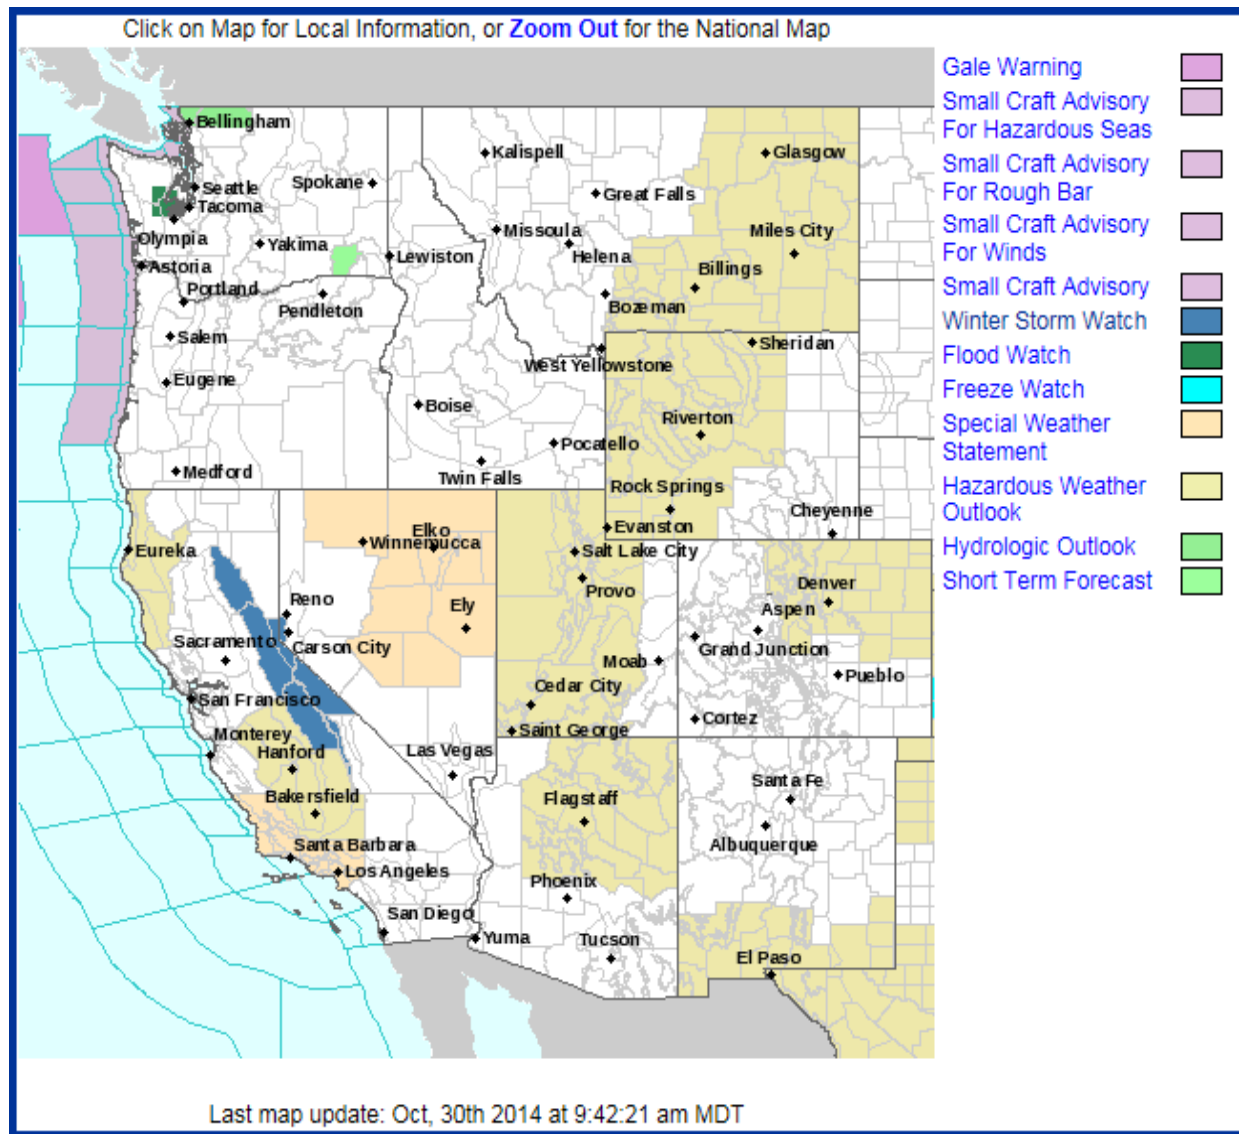 Click on Map for Local Information, or Zoom Out for the National Map
Gale Warning
Small Craft Advisory
For Hazardous Seas
Small Craft Advisory
For Rough Bar
Small Craft Advisory
For Winds
Small Craft Advisory
Winter Storm Watch
Flood Watch
Freeze Watch
Special Weather
Statement
Hazardous Weather
Outlook
Hydrologic Outlook
Short Term Forecast
Bellingham
Kalispell
Glasgow
Seattle
Spokane
Great Falls
Tacoma
Olympia
Yakima
Missoula
Miles City
Helena
Lewiston
Astoria
Billings
Portland
Pendleton
Bozeman
Salem
Sheridan
West Yellowstone
Eugene
Boise
Riverton
Pocatello
Medford
Twin Falls
Rock Springs
Cheyenne
Evanston
Elko
Winnemucca
Eureka
Salt Lake City
Provo
Denver
Reno
Ely
Aspen
Sacramento
Carson City
Grand Junction
Moab
Pueblo
San Francisco
Cedar City
Cortez
Saint George
Monterey
Hanford
Las Vegas
Santa Fe
Bakersfield
Flagstaff
Albuquerque
Santa Barbara
Los Angeles
Phoenix
San Diego
Yuma
Tucson
El Paso
Last map update: Oct, 30th 2014 at 9:42:21 am MDT